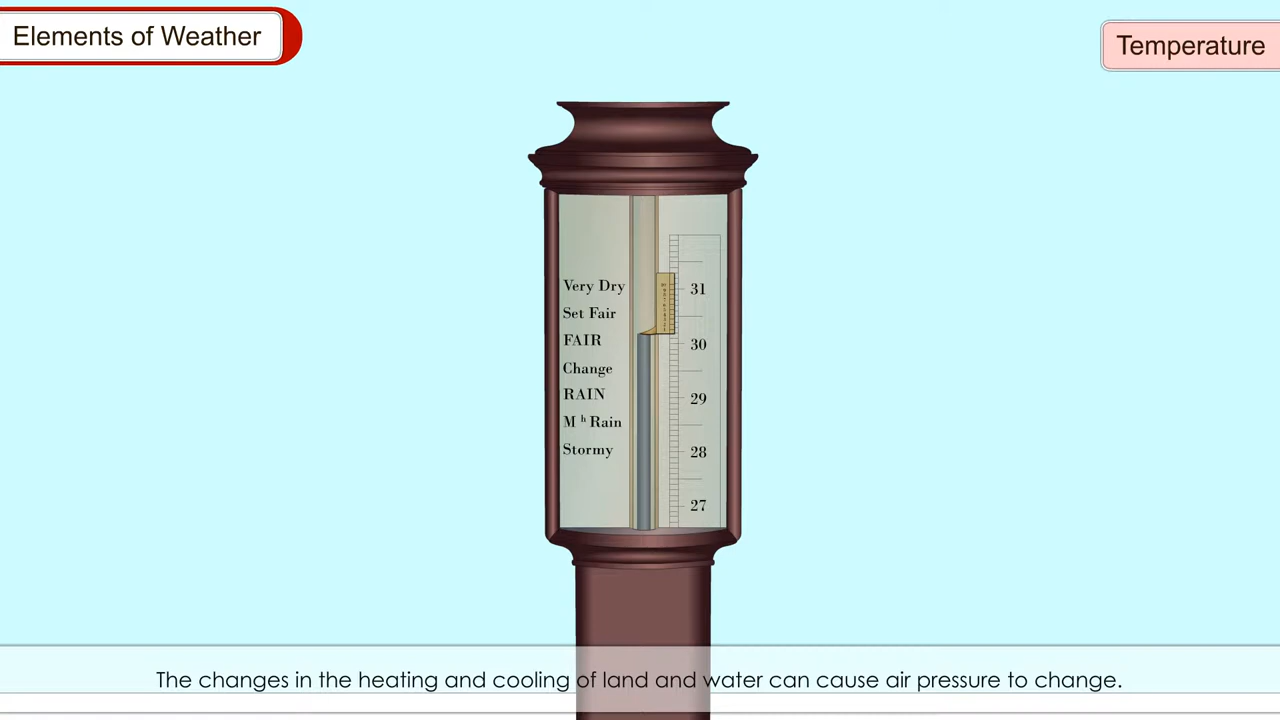 Elements of Weather
Temperature
Very Dry
Set Fair
FAIR
Change
RAIN
M ʰ Rain
Stormy
31
30
29
28
27
The changes in the heating and cooling of land and water can cause air pressure to change.